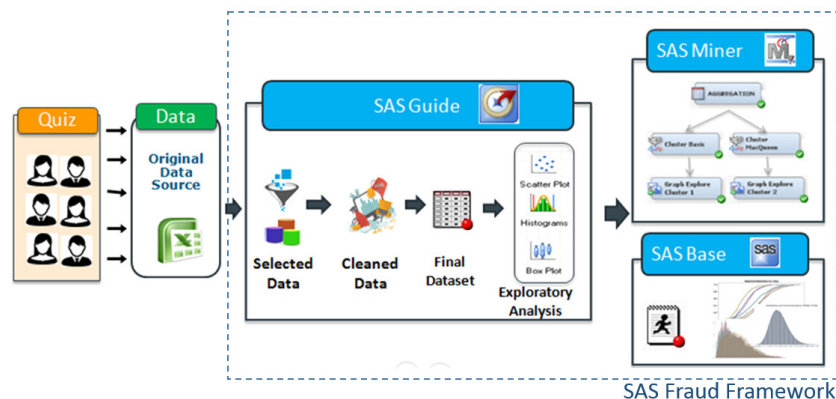 Quiz
Data
Original
Data
Source
SAS Guide
Selected
Data
Cleaned
Data
Final
Dataset
Scatter Plot
Histograms
Box Plot
Exploratory
Analysis
SAS Miner
AGGREGATION
Cluster Basic
Cluster
MacQueen
Graph Explore
Cluster 1
Graph Explore
Cluster 2
SAS Base
sas
SAS Fraud Framework